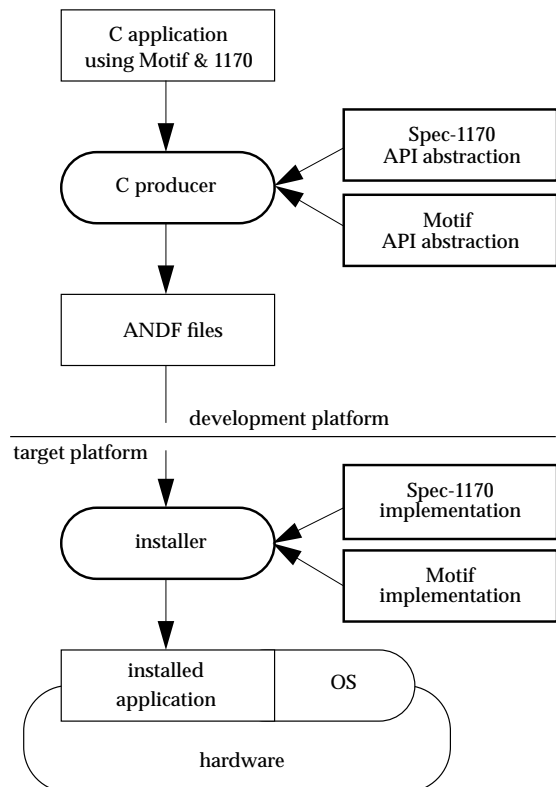 C application
using Motif & 1170
Spec-1170
API abstraction
C producer
Motif
API abstraction
ANDF files
development platform
target platform
Spec-1170
implementation
installer
Motif
implementation
installed
application
OS
hardware